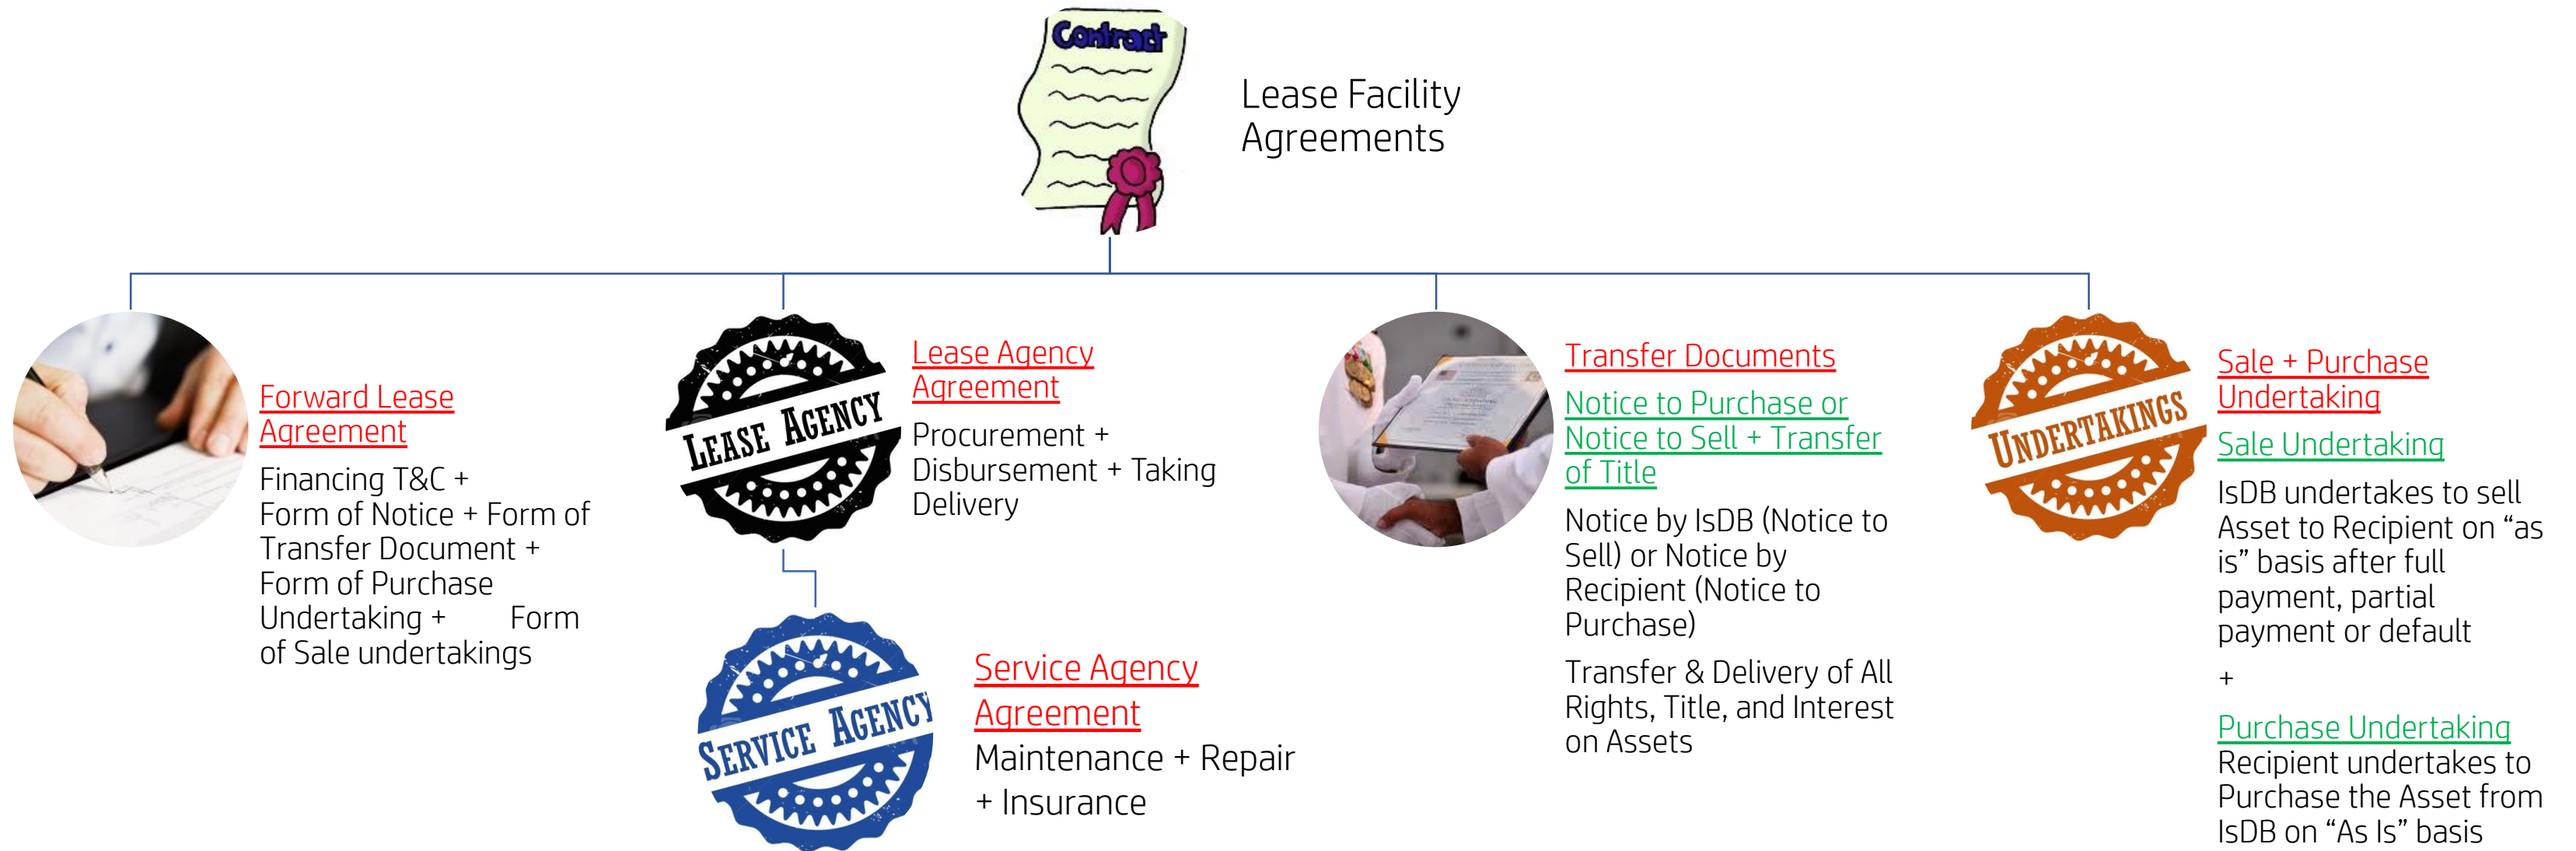 Contract
Lease Facility
Agreements
Forward Lease
Agreement
Financing T&C +
Form of Notice + Form of
Transfer Document +
Form of Purchase
Undertaking + Form
of Sale undertakings
LEASE AGENCY
Lease Agency
Agreement
Procurement +
Disbursement + Taking
Delivery
SERVICE AGENCY
Service Agency
Agreement
Maintenance + Repair
+ Insurance
Transfer Documents
Notice to Purchase or
Notice to Sell + Transfer
of Title
Notice by IsDB (Notice to
Sell) or Notice by
Recipient (Notice to
Purchase)
Transfer & Delivery of All
Rights, Title, and Interest
on Assets
UNDERTAKINGS
Sale + Purchase
Undertaking
Sale Undertaking
IsDB undertakes to sell
Asset to Recipient on “as
is” basis after full
payment, partial
payment or default
+
Purchase Undertaking
Recipient undertakes to
Purchase the Asset from
IsDB on “As Is” basis